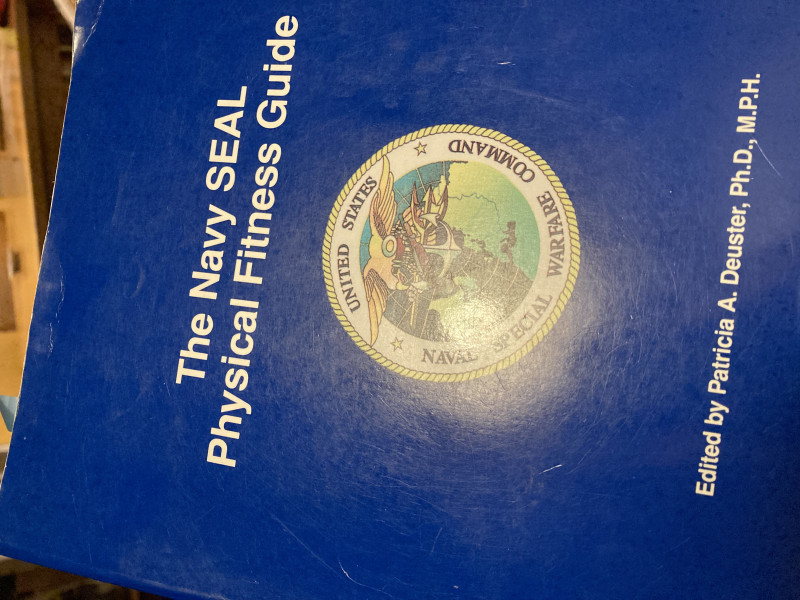 The Navy SEAL
Physical Fitness Guide
UNITED STATES
NAVAL SPECIAL WARFARE COMMAND
Edited by Patricia A. Deuster, Ph.D., M.P.H.